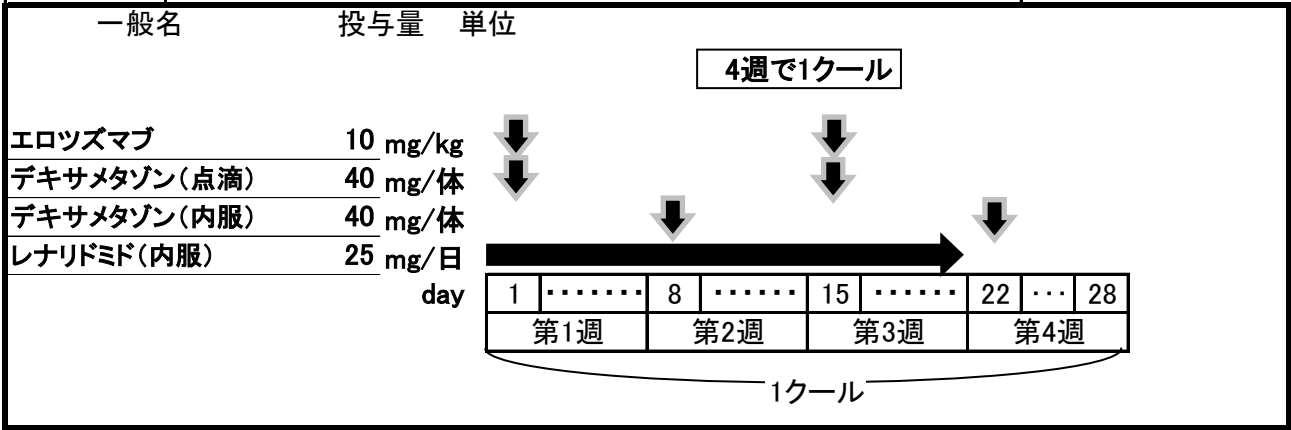 一般名 投与量 単位
4週で1クール
エロツズマブ 10 mg/kg
デキサメタゾン(点滴) 40 mg/体
デキサメタゾン(内服) 40 mg/体
レナリドミド(内服) 25 mg/日
day 1 ・・・・・・・ 8 ・・・・・・ 15 ・・・・・・ 22 ・・・ 28
第1週 第2週 第3週 第4週
1クール